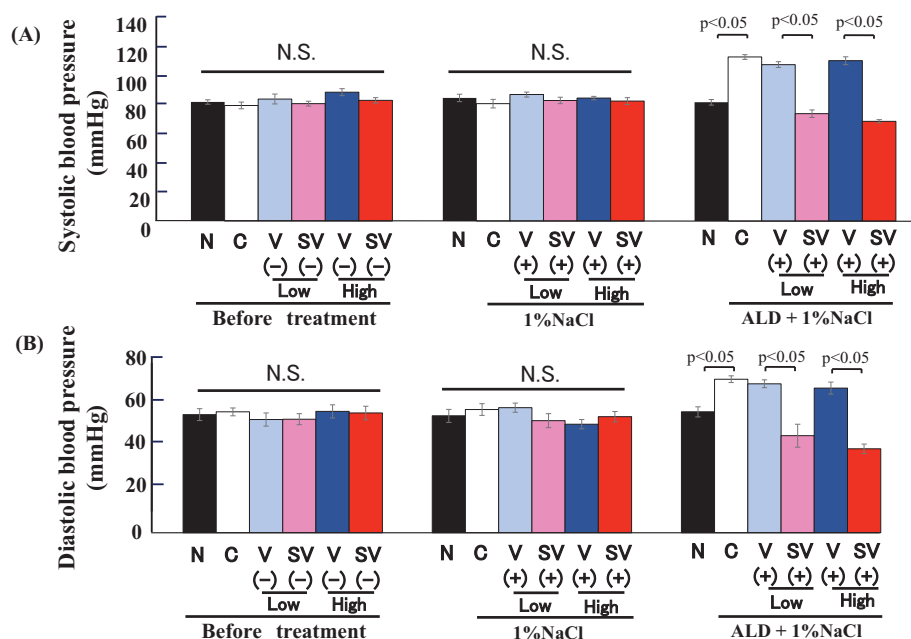 (A)
Systolic blood pressure
(mmHg)
140
120
100
80
60
40
20
0
N.S.
N.S.
p<0.05 p<0.05 p<0.05
N C V SV V SV
(−) (−) (−) (−)
Low High
Before treatment
N C V SV V SV
(+) (+) (+) (+)
Low High
1%NaCl
N C V SV V SV
(+) (+) (+) (+)
Low High
ALD + 1%NaCl
(B)
Diastolic blood pressure
(mmHg)
80
60
40
20
0
N.S.
N.S.
p<0.05 p<0.05 p<0.05
N C V SV V SV
(−) (−) (−) (−)
Low High
Before treatment
N C V SV V SV
(+) (+) (+) (+)
Low High
1%NaCl
N C V SV V SV
(+) (+) (+) (+)
Low High
ALD + 1%NaCl